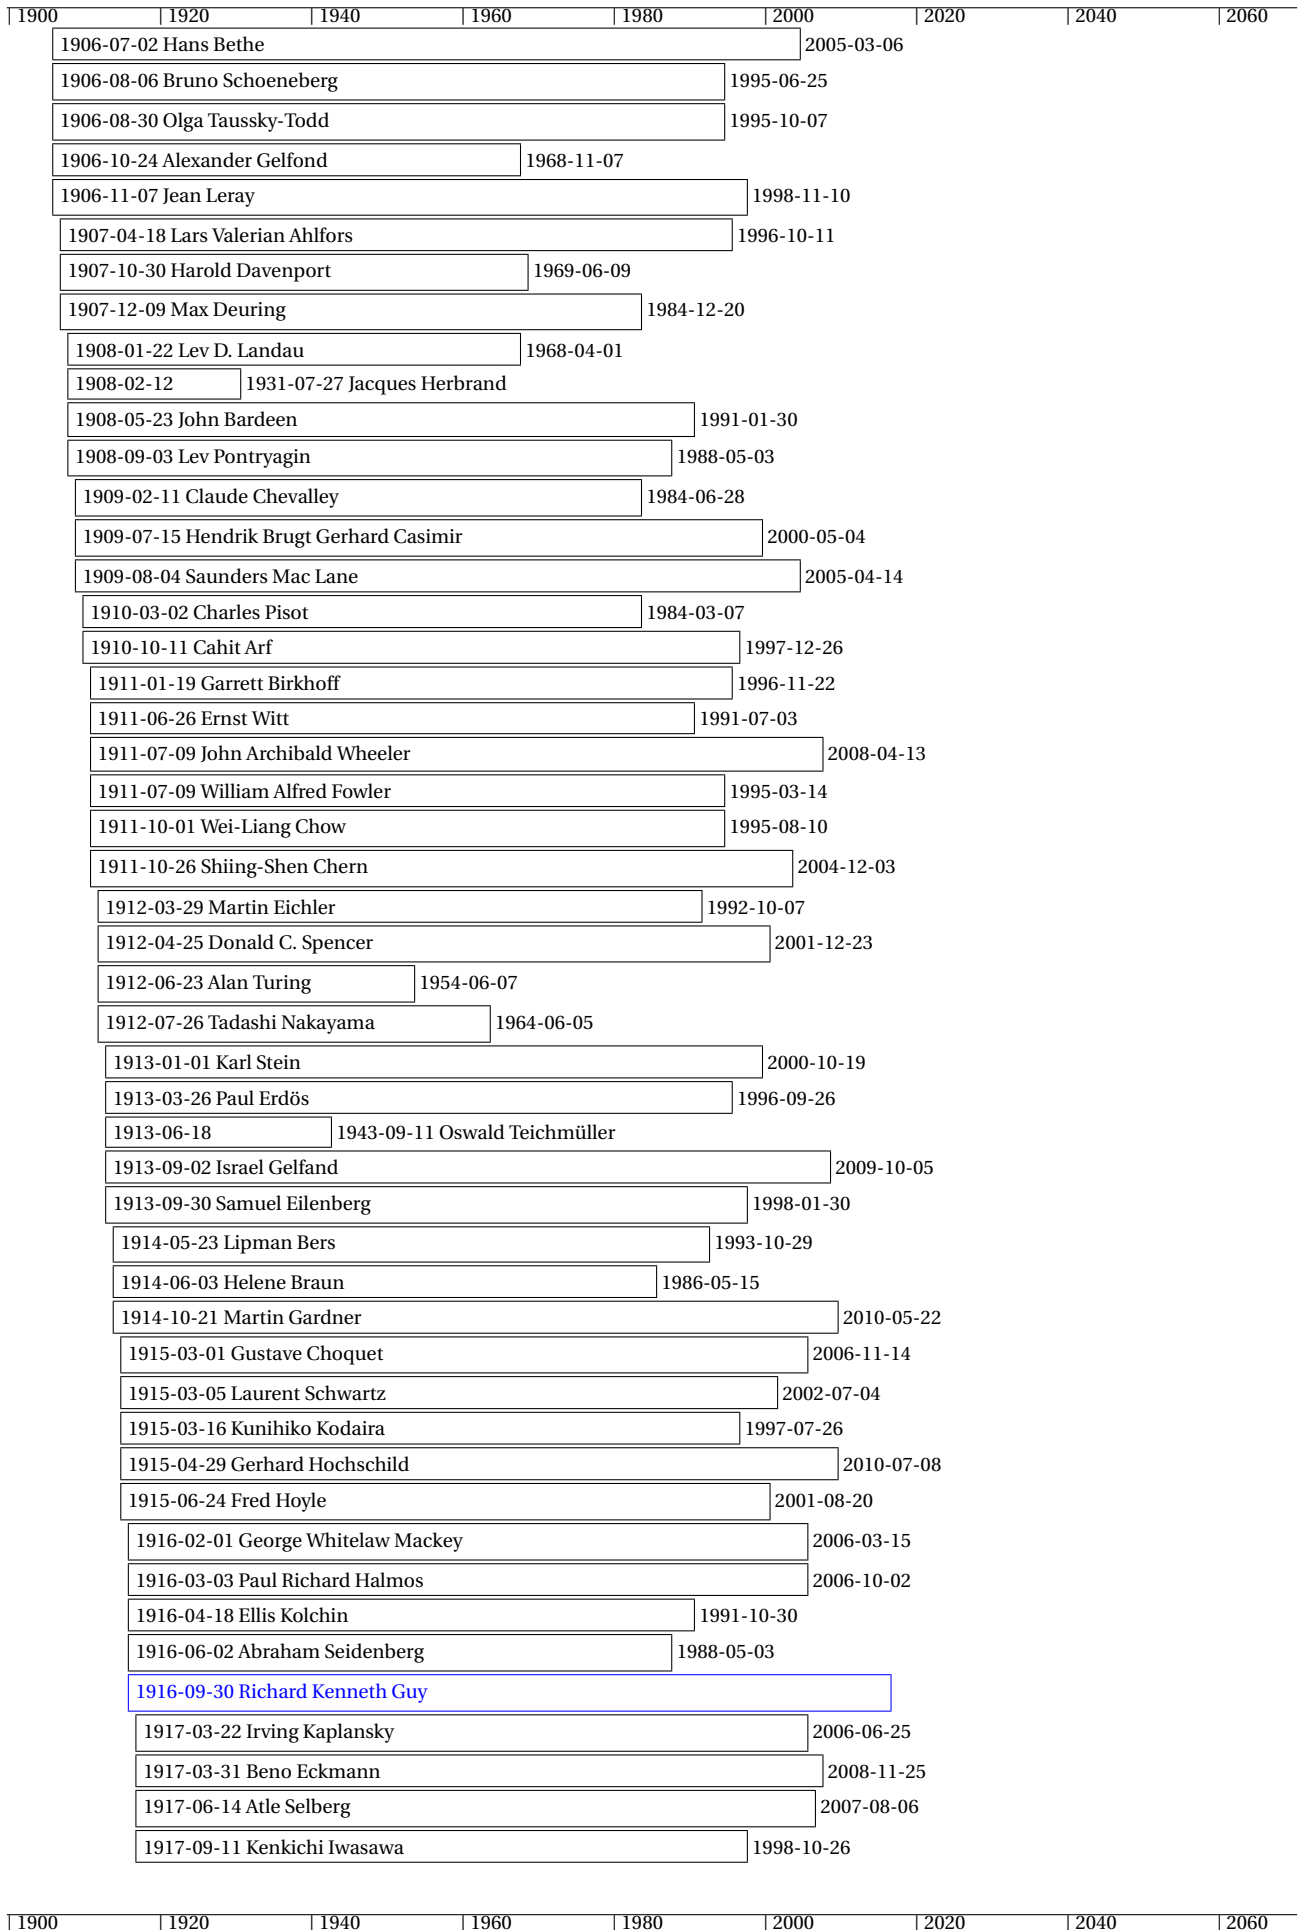 1900 1920 1940 1960 1980 2000 2020 2040 2060
1906-07-02 Hans Bethe 2005-03-06
1906-08-06 Bruno Schoeneberg 1995-06-25
1906-08-30 Olga Taussky-Todd 1995-10-07
1906-10-24 Alexander Gelfond 1968-11-07
1906-11-07 Jean Leray 1998-11-10
1907-04-18 Lars Valerian Ahlfors 1996-10-11
1907-10-30 Harold Davenport 1969-06-09
1907-12-09 Max Deuring 1984-12-20
1908-01-22 Lev D. Landau 1968-04-01
1908-02-12 1931-07-27 Jacques Herbrand
1908-05-23 John Bardeen 1991-01-30
1908-09-03 Lev Pontryagin 1988-05-03
1909-02-11 Claude Chevalley 1984-06-28
1909-07-15 Hendrik Brugt Gerhard Casimir 2000-05-04
1909-08-04 Saunders Mac Lane 2005-04-14
1910-03-02 Charles Pisot 1984-03-07
1910-10-11 Cahit Arf 1997-12-26
1911-01-19 Garrett Birkhoff 1996-11-22
1911-06-26 Ernst Witt 1991-07-03
1911-07-09 John Archibald Wheeler 2008-04-13
1911-07-09 William Alfred Fowler 1995-03-14
1911-10-01 Wei-Liang Chow 1995-08-10
1911-10-26 Shiing-Shen Chern 2004-12-03
1912-03-29 Martin Eichler 1992-10-07
1912-04-25 Donald C. Spencer 2001-12-23
1912-06-23 Alan Turing 1954-06-07
1912-07-26 Tadashi Nakayama 1964-06-05
1913-01-01 Karl Stein 2000-10-19
1913-03-26 Paul Erdös 1996-09-26
1913-06-18 1943-09-11 Oswald Teichmüller
1913-09-02 Israel Gelfand 2009-10-05
1913-09-30 Samuel Eilenberg 1998-01-30
1914-05-23 Lipman Bers 1993-10-29
1914-06-03 Helene Braun 1986-05-15
1914-10-21 Martin Gardner 2010-05-22
1915-03-01 Gustave Choquet 2006-11-14
1915-03-05 Laurent Schwartz 2002-07-04
1915-03-16 Kunihiko Kodaira 1997-07-26
1915-04-29 Gerhard Hochschild 2010-07-08
1915-06-24 Fred Hoyle 2001-08-20
1916-02-01 George Whitelaw Mackey 2006-03-15
1916-03-03 Paul Richard Halmos 2006-10-02
1916-04-18 Ellis Kolchin 1991-10-30
1916-06-02 Abraham Seidenberg 1988-05-03
1916-09-30 Richard Kenneth Guy
1917-03-22 Irving Kaplansky 2006-06-25
1917-03-31 Beno Eckmann 2008-11-25
1917-06-14 Atle Selberg 2007-08-06
1917-09-11 Kenkichi Iwasawa 1998-10-26
1900 1920 1940 1960 1980 2000 2020 2040 2060